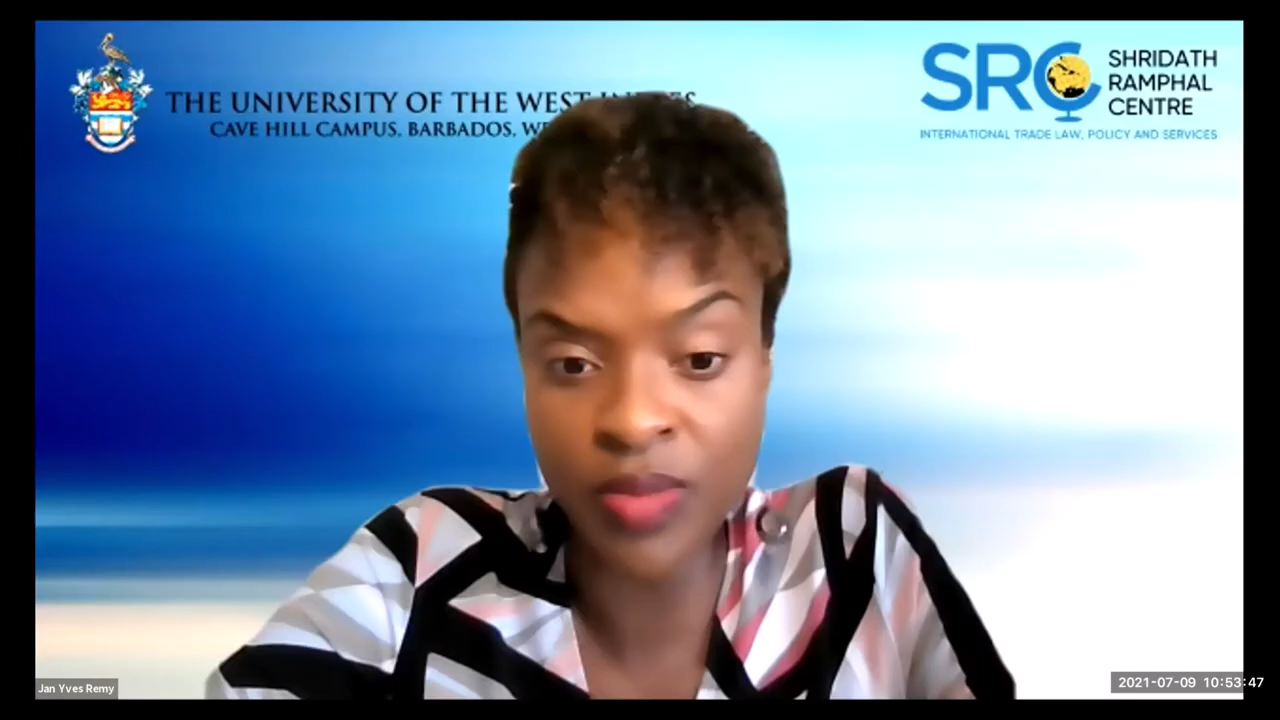 THE UNIVERSITY OF THE WEST
CAVE HILL CAMPUS, BARBADOS,
SRC
SHRIDATH
RAMPHAL
CENTRE
INTERNATIONAL TRADE LAW, POLICY AND SERVICES
Jan Yves Remy
2021-07-09 10:53:47